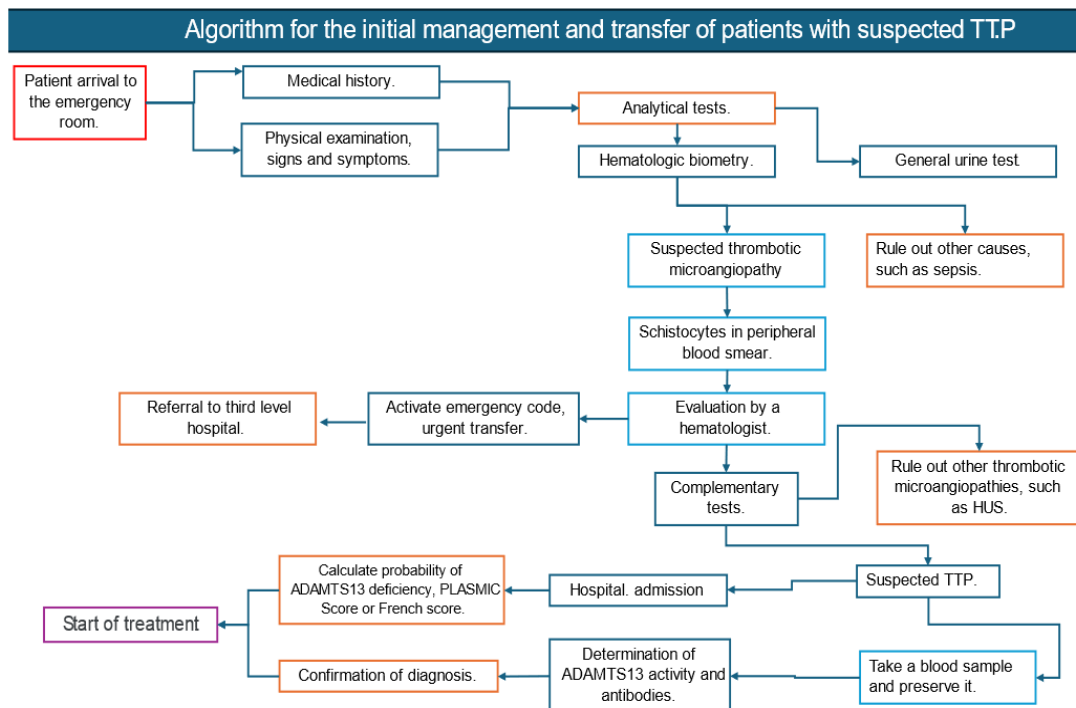 Algorithm for the initial management and transfer of patients with suspected TT.P
Patient arrival to
the emergency
room.
Medical history.
Physical examination,
signs and symptoms.
Analytical tests.
Hematologic biometry.
General urine test.
Suspected thrombotic
microangiopathy
Rule out other causes,
such as sepsis.
Schistocytes in peripheral
blood smear.
Referral to third level
hospital.
Activate emergency code,
urgent transfer.
Evaluation by a
hematologist.
Complementary
tests.
Rule out other thrombotic
microangiopathies, such
as HUS.
Calculate probability of
ADAMTS13 deficiency, PLASMIC
Score or French score.
Hospital. admission
Suspected TTP.
Start of treatment
Confirmation of diagnosis.
Determination of
ADAMTS13 activity and
antibodies.
Take a blood sample
and preserve it.